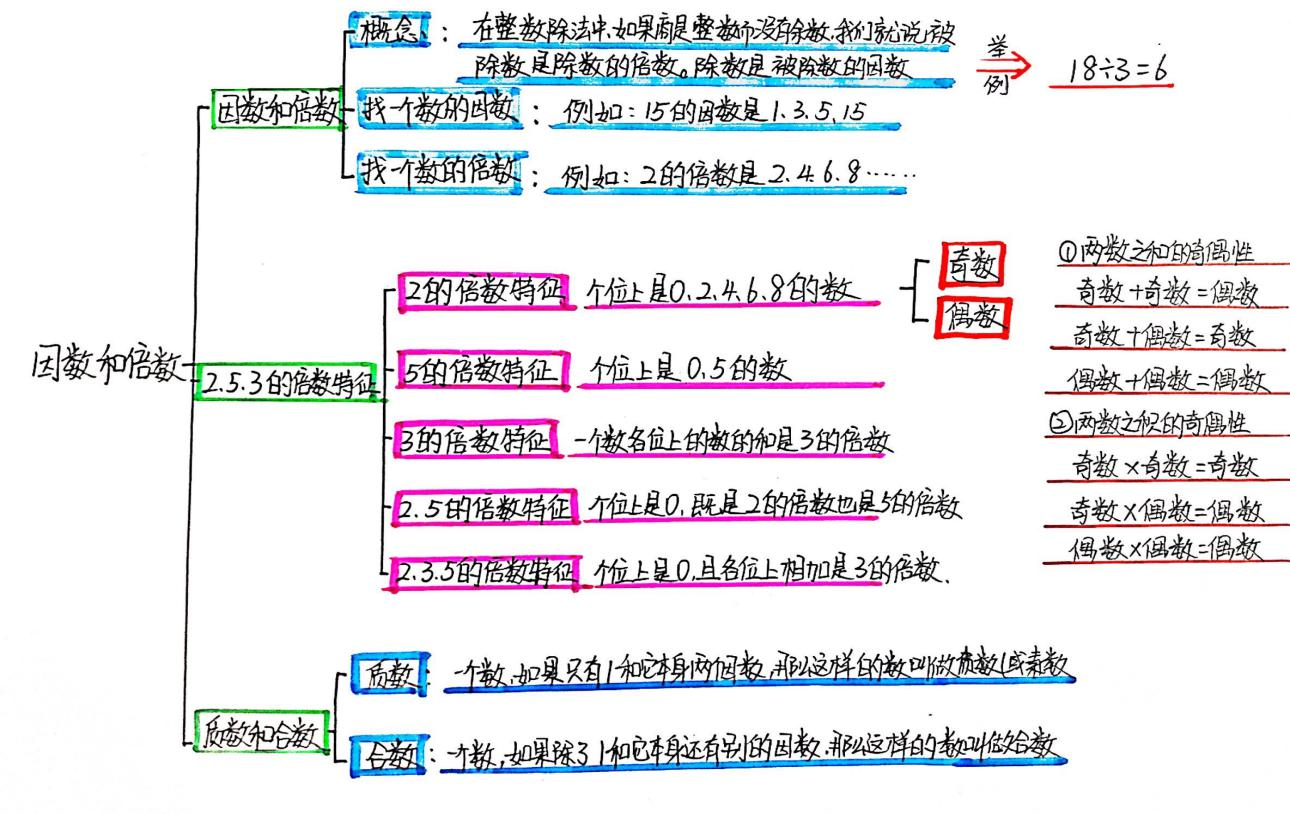 因数和倍数
因数和倍数
概念：在整数除法中，如果商是整数而没有余数，我们就说被
除数是除数的倍数。除数是被除数的因数
举例
18÷3=6
找一个数的因数：例如：15的因数是1.3.5.15
找一个数的倍数：例如：2的倍数是2.4.6.8……
2.5.3的倍数特征
2的倍数特征 个位上是0.2.4.6.8的数
奇数
偶数
5的倍数特征 个位上是0.5的数
3的倍数特征 一个数各位上的数的和是3的倍数
2.5的倍数特征 个位上是0，既是2的倍数也是5的倍数
2.3.5的倍数特征 个位上是0，且各位上相加是3的倍数.
①两数之和的奇偶性
奇数+奇数=偶数
奇数+偶数=奇数
偶数+偶数=偶数
②两数之积的奇偶性
奇数×奇数=奇数
奇数×偶数=偶数
偶数×偶数=偶数
质数和合数
质数：一个数，如果只有1和它本身两个因数，那么这样的数叫做质数(或素数
合数：一个数，如果除了1和它本身还有别的因数，那么这样的数叫做合数